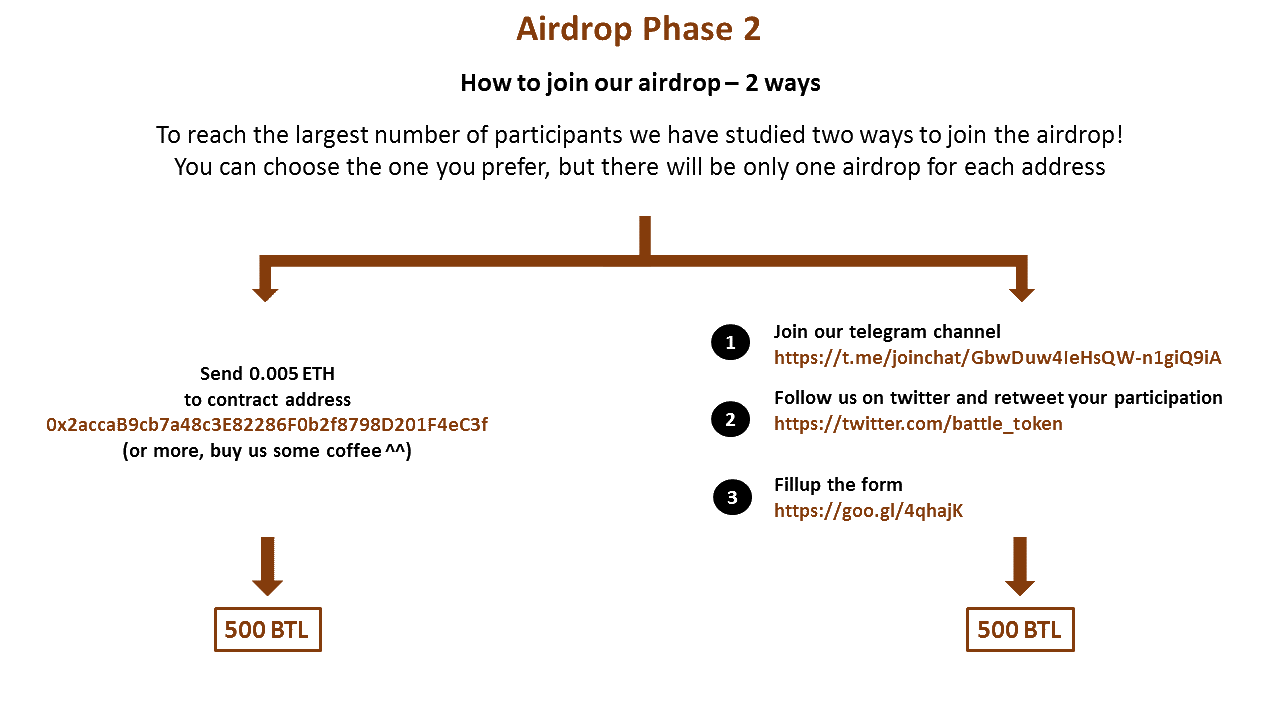 Airdrop Phase 2
How to join our airdrop – 2 ways
To reach the largest number of participants we have studied two ways to join the airdrop!
You can choose the one you prefer, but there will be only one airdrop for each address
Send 0.005 ETH
to contract address
0x2accaB9cb7a48c3E82286F0b2f8798D201F4eC3f
(or more, buy us some coffee ^^)
500 BTL
1
Join our telegram channel
https://t.me/joinchat/GbwDuw4IeHsQW-n1giQ9iA
2
Follow us on twitter and retweet your participation
https://twitter.com/battle_token
3
Fillup the form
https://goo.gl/4qhajK
500 BTL